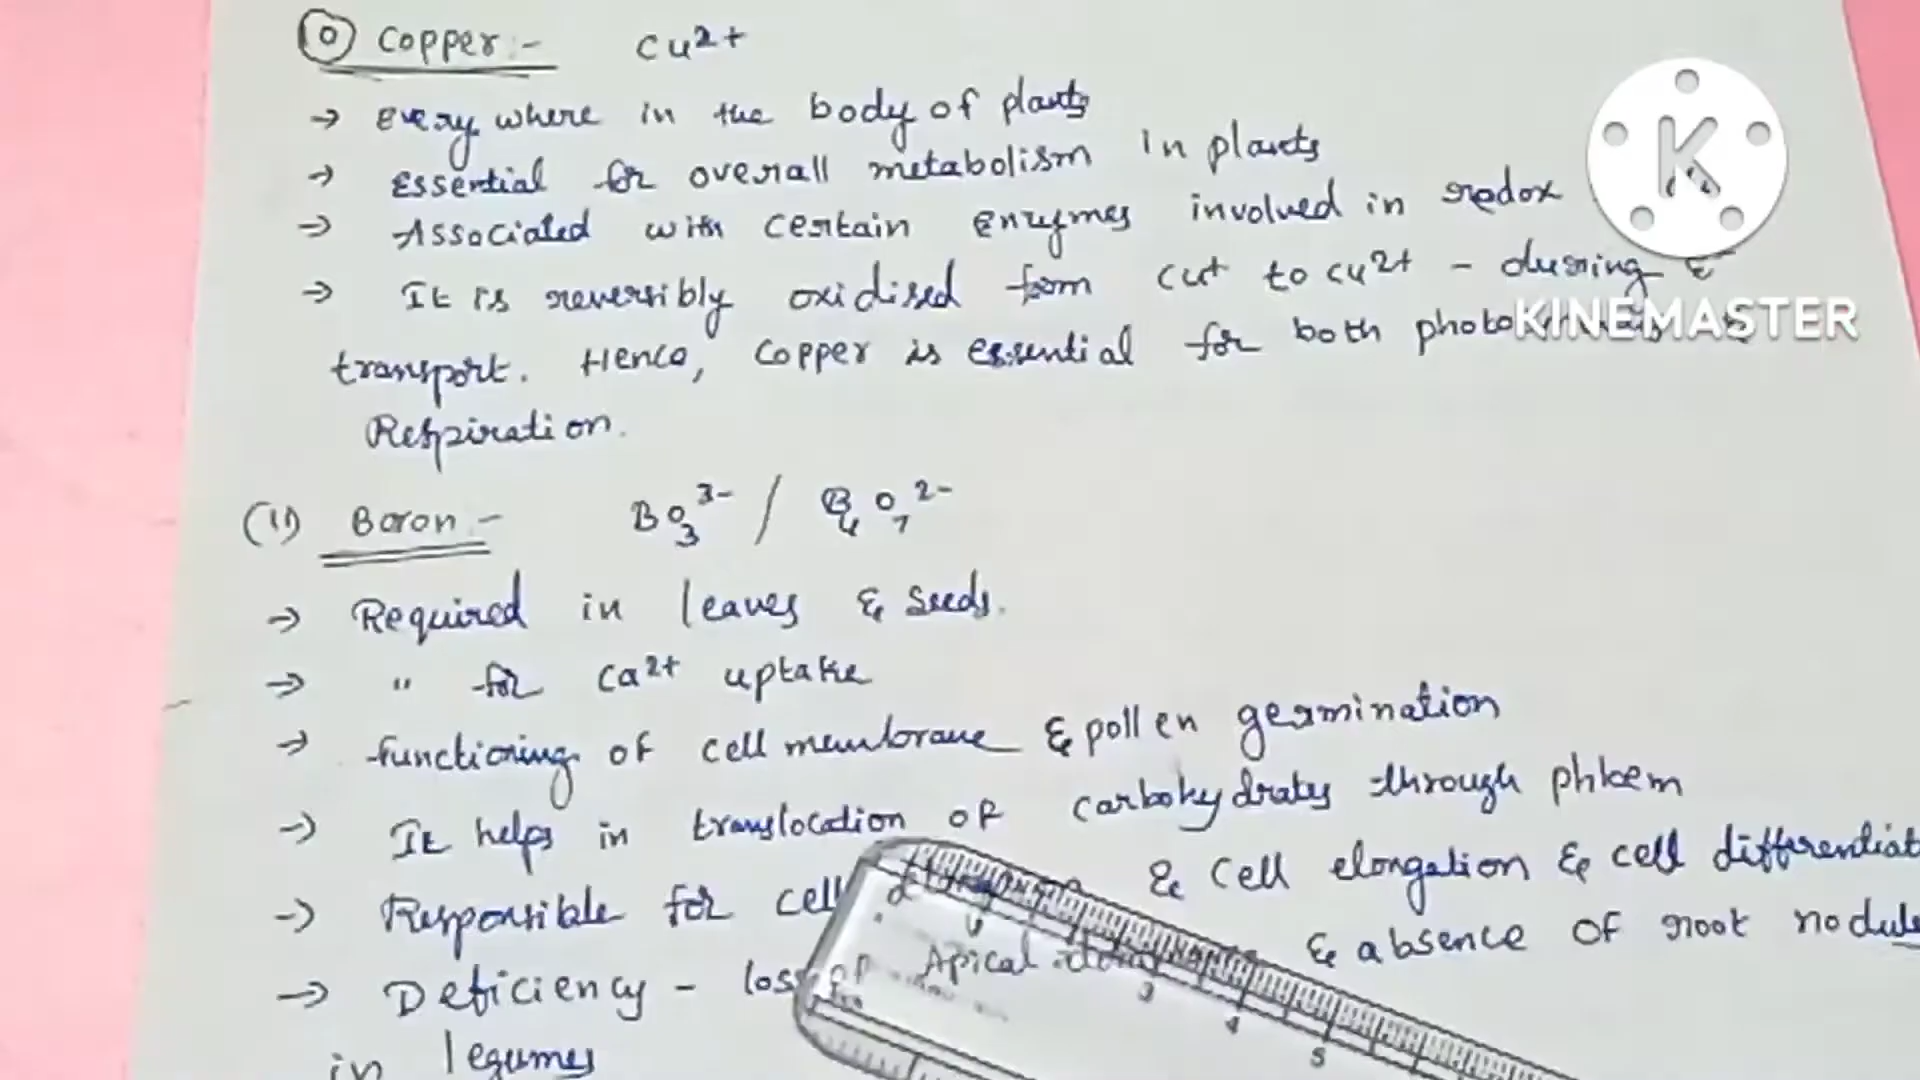 (10) Copper :- Cu2+
→ Every where in the body of plants
→ Essential for overall metabolism in plants
→ Associated with certain enzymes involved in redox
→ It is reversibly oxidised from Cu+ to Cu2+ - during e-
transport. Hence, Copper is essential for both
Respiration.
(11) Boron :- BO3 3- / B4O7 2-
→ Required in leaves & seeds.
→ " for Ca2+ uptake
→ functioning of cell membrane & pollen germination
→ It helps in translocation of carbohydrates through phloem
→ Responsible for cell & cell elongation & cell differentiat
→ Deficiency - loss of Apical & absence of root nodule
in legumes
K
KINEMASTER
3
4
5